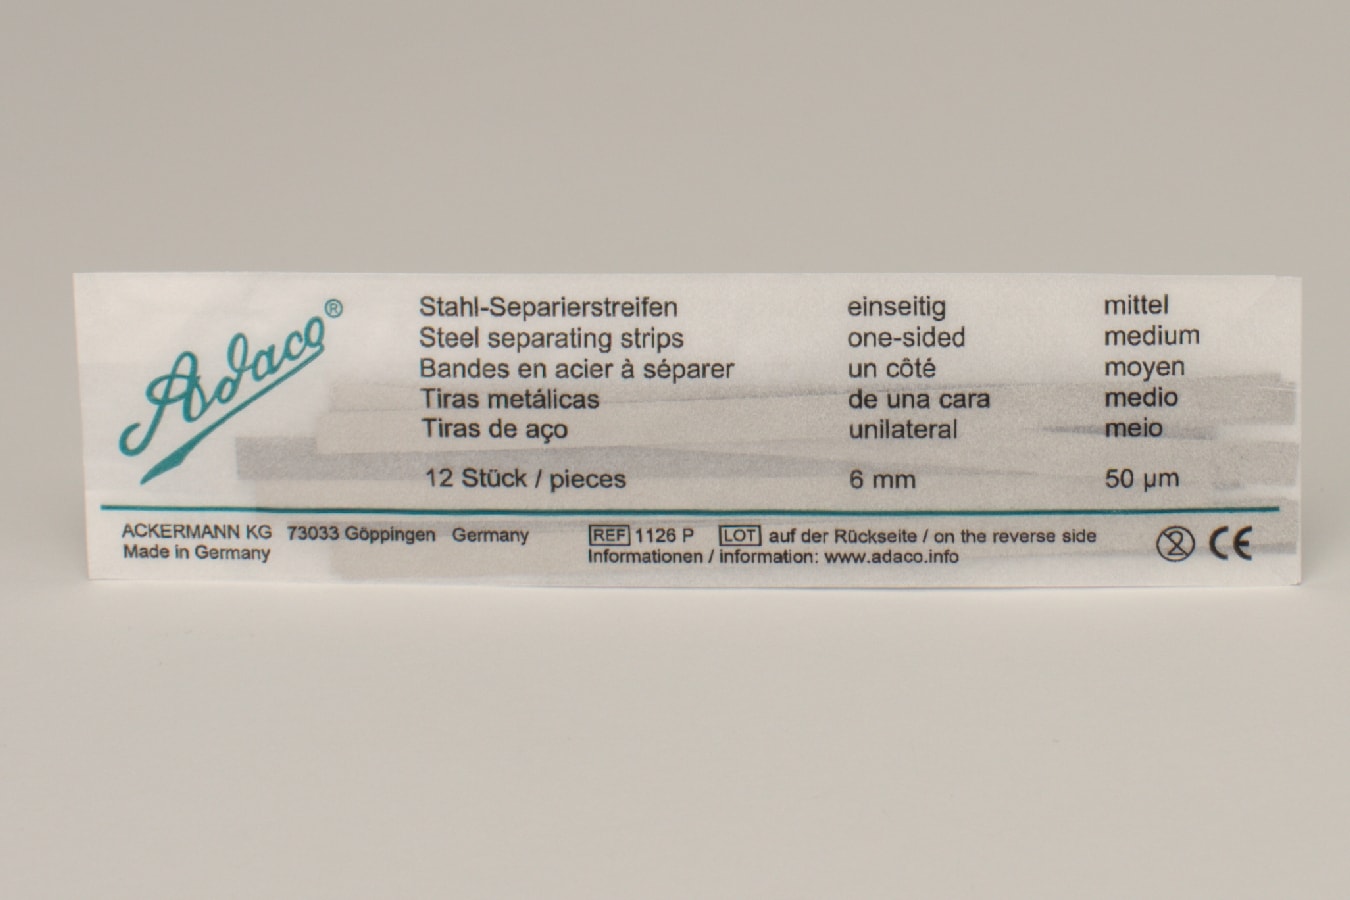 Adaco®
Stahl-Separierstreifen einseitig mittel
Steel separating strips one-sided medium
Bandes en acier à séparer un côté moyen
Tiras metálicas de una cara medio
Tiras de aço unilateral meio
12 Stück / pieces 6 mm 50 µm
ACKERMANN KG 73033 Göppingen Germany
Made in Germany
REF 1126 P LOT auf der Rückseite / on the reverse side
Informationen / information: www.adaco.info
2 CE